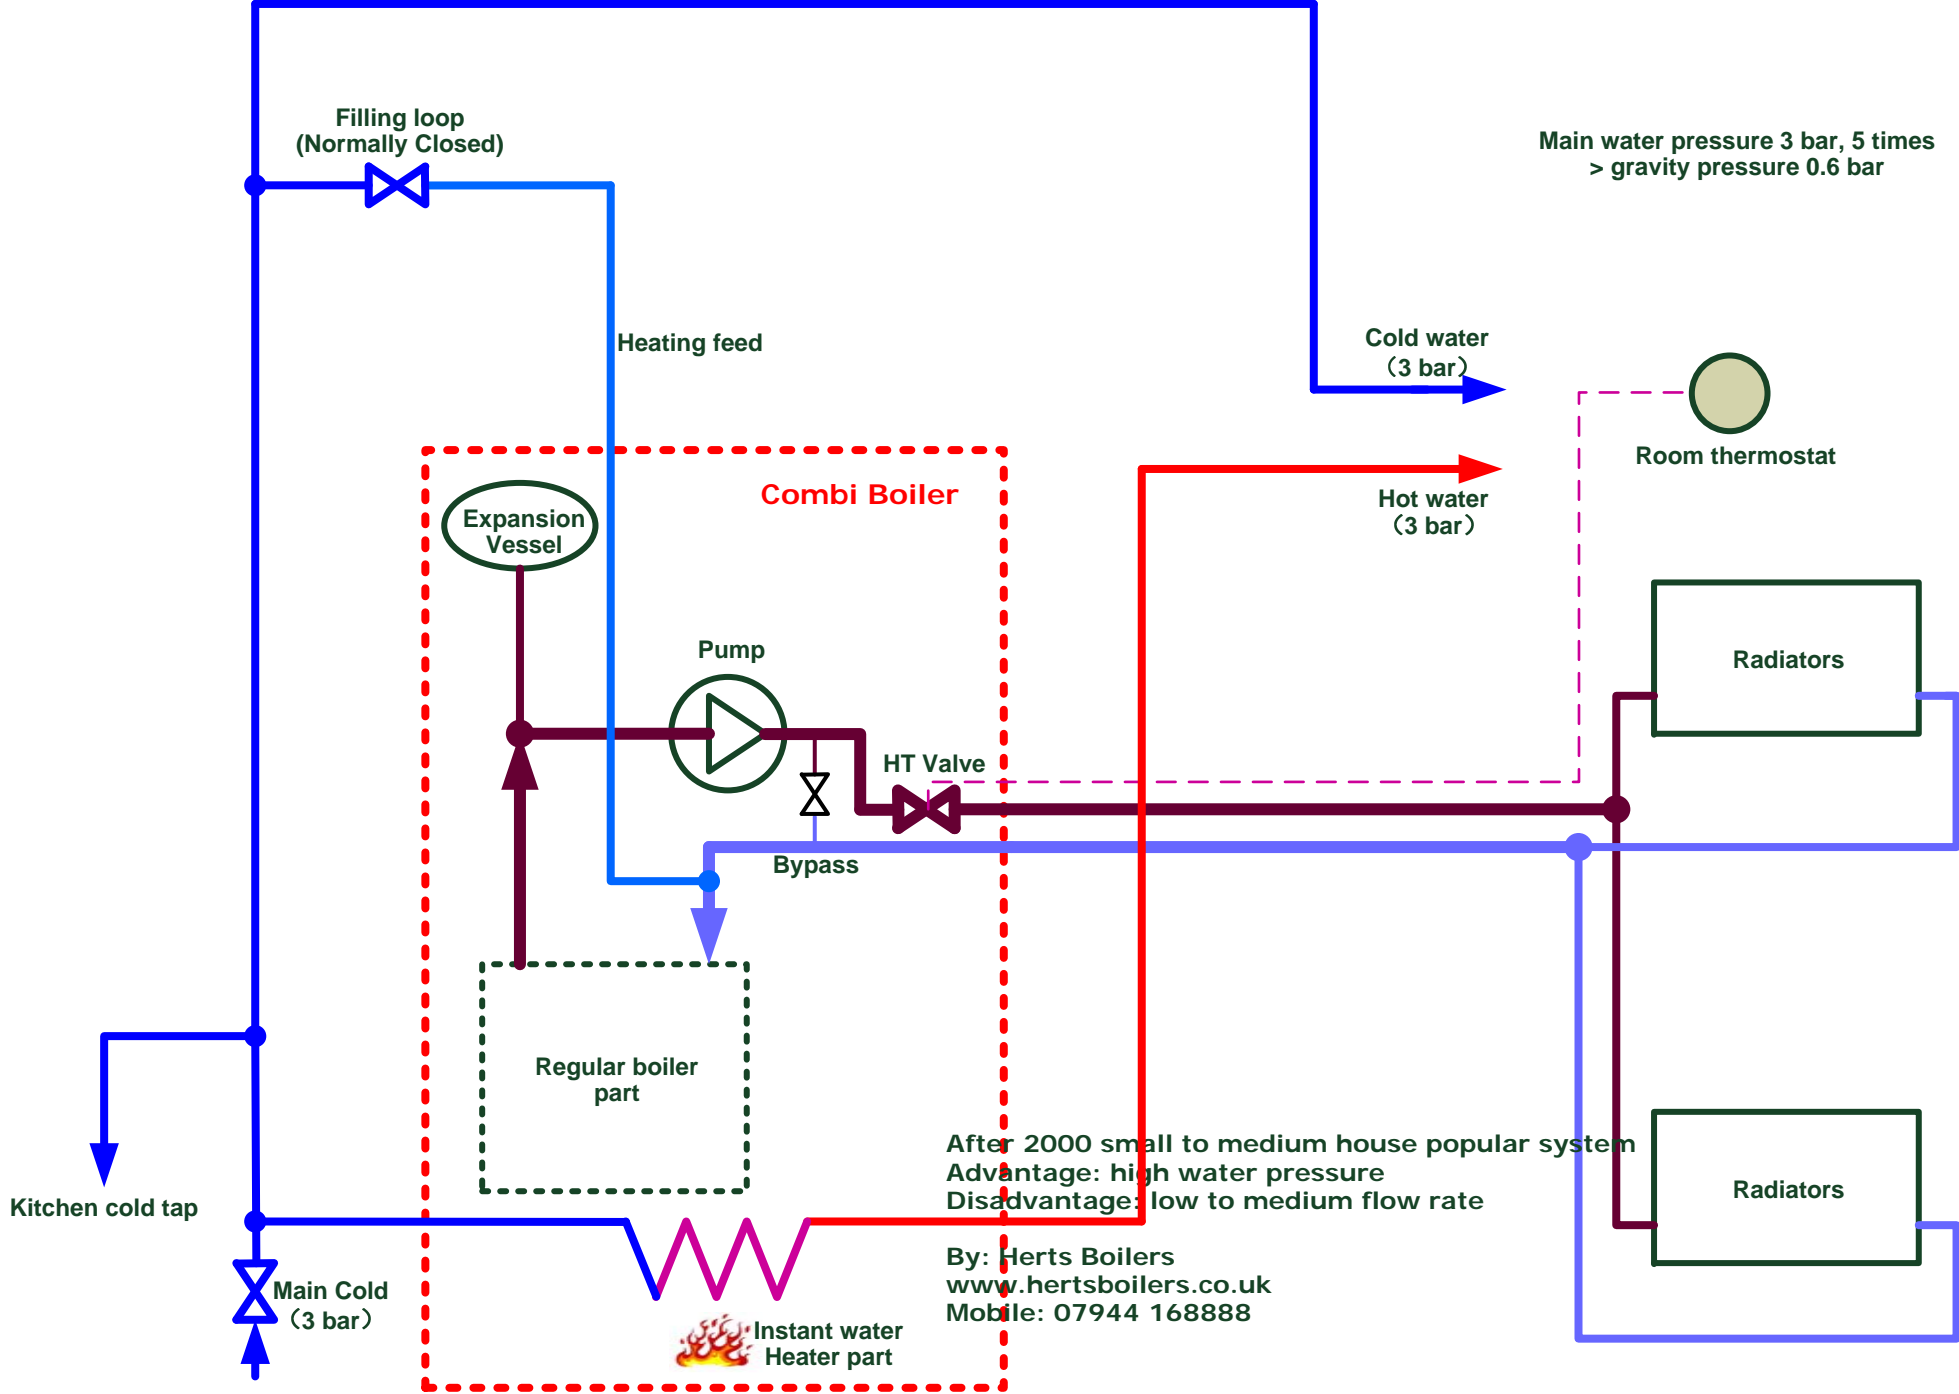 Filling loop
(Normally Closed)
Main water pressure 3 bar, 5 times
> gravity pressure 0.6 bar
Heating feed
Cold water
（3 bar）
Room thermostat
Combi Boiler
Hot water
（3 bar）
Expansion
Vessel
Pump
Radiators
HT Valve
Bypass
Regular boiler
part
After 2000 small to medium house popular system
Advantage: high water pressure
Disadvantage: low to medium flow rate
Radiators
Kitchen cold tap
By: Herts Boilers
www.hertsboilers.co.uk
Mobile: 07944 168888
Main Cold
（3 bar）
Instant water
Heater part